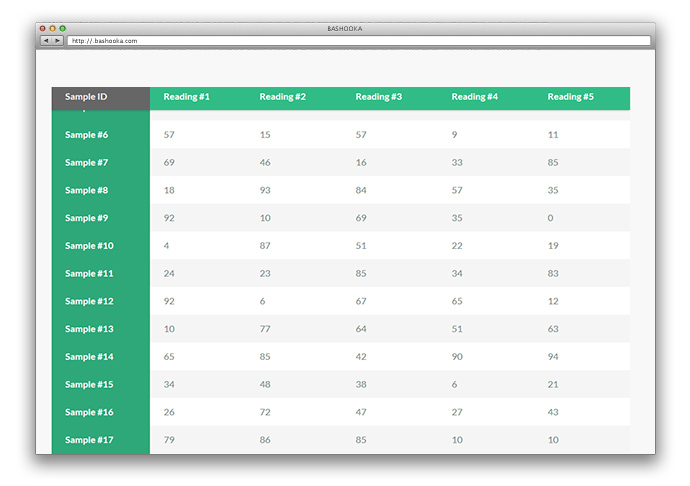 BASHOOKA
http://.bashooka.com
Sample ID Reading #1 Reading #2 Reading #3 Reading #4 Reading #5
Sample #6 57 15 57 9 11
Sample #7 69 46 16 33 85
Sample #8 18 93 84 57 35
Sample #9 92 10 69 35 0
Sample #10 4 87 51 22 19
Sample #11 24 23 85 34 83
Sample #12 92 6 67 65 12
Sample #13 10 77 64 51 63
Sample #14 65 85 42 90 94
Sample #15 34 48 38 6 21
Sample #16 26 72 47 27 43
Sample #17 79 86 85 10 10